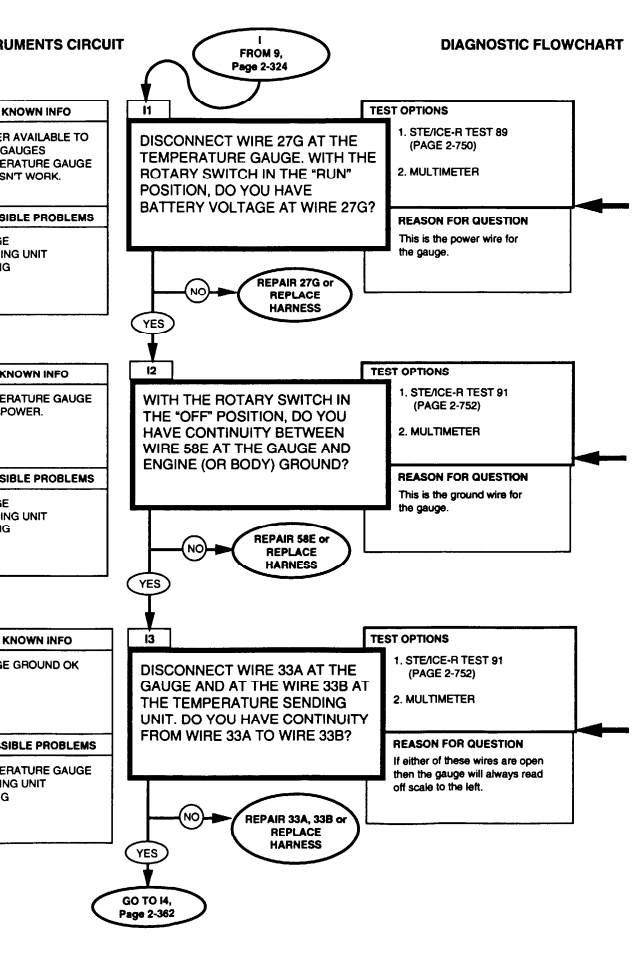 RUMENTS CIRCUIT
DIAGNOSTIC FLOWCHART
I
FROM 9,
Page 2-324
KNOWN INFO
ER AVAILABLE TO
GAUGES
ERATURE GAUGE
SN'T WORK.
SIBLE PROBLEMS
GE
ING UNIT
NG
I1
DISCONNECT WIRE 27G AT THE
TEMPERATURE GAUGE. WITH THE
ROTARY SWITCH IN THE "RUN"
POSITION, DO YOU HAVE
BATTERY VOLTAGE AT WIRE 27G?
TEST OPTIONS
1. STE/ICE-R TEST 89
(PAGE 2-750)
2. MULTIMETER
REASON FOR QUESTION
This is the power wire for
the gauge.
NO
REPAIR 27G or
REPLACE
HARNESS
YES
KNOWN INFO
ERATURE GAUGE
POWER.
SIBLE PROBLEMS
GE
ING UNIT
NG
I2
WITH THE ROTARY SWITCH IN
THE "OFF" POSITION, DO YOU
HAVE CONTINUITY BETWEEN
WIRE 58E AT THE GAUGE AND
ENGINE (OR BODY) GROUND?
TEST OPTIONS
1. STE/ICE-R TEST 91
(PAGE 2-752)
2. MULTIMETER
REASON FOR QUESTION
This is the ground wire for
the gauge.
NO
REPAIR 58E or
REPLACE
HARNESS
YES
KNOWN INFO
GE GROUND OK
SSIBLE PROBLEMS
ERATURE GAUGE
ING UNIT
G
I3
DISCONNECT WIRE 33A AT THE
GAUGE AND AT THE WIRE 33B AT
THE TEMPERATURE SENDING
UNIT. DO YOU HAVE CONTINUITY
FROM WIRE 33A TO WIRE 33B?
TEST OPTIONS
1. STE/ICE-R TEST 91
(PAGE 2-752)
2. MULTIMETER
REASON FOR QUESTION
If either of these wires are open
then the gauge will always read
off scale to the left.
NO
REPAIR 33A, 33B or
REPLACE
HARNESS
YES
GO TO I4,
Page 2-362